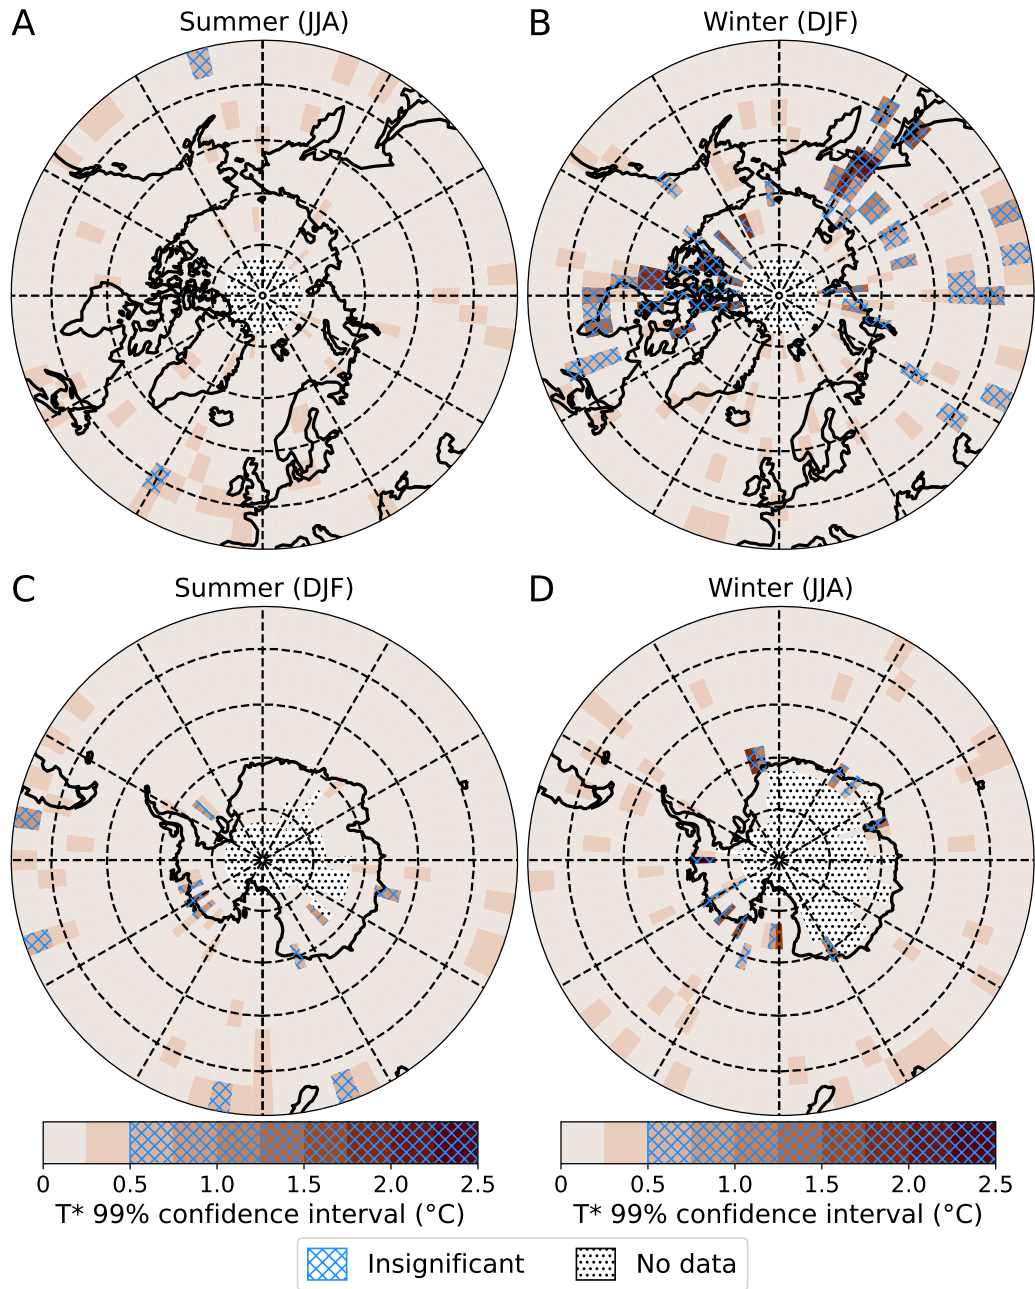 A Summer (JJA)
B Winter (DJF)
C Summer (DJF)
D Winter (JJA)
0 0.5 1.0 1.5 2.0 2.5
T* 99% confidence interval (°C)
0 0.5 1.0 1.5 2.0 2.5
T* 99% confidence interval (°C)
Insignificant No data